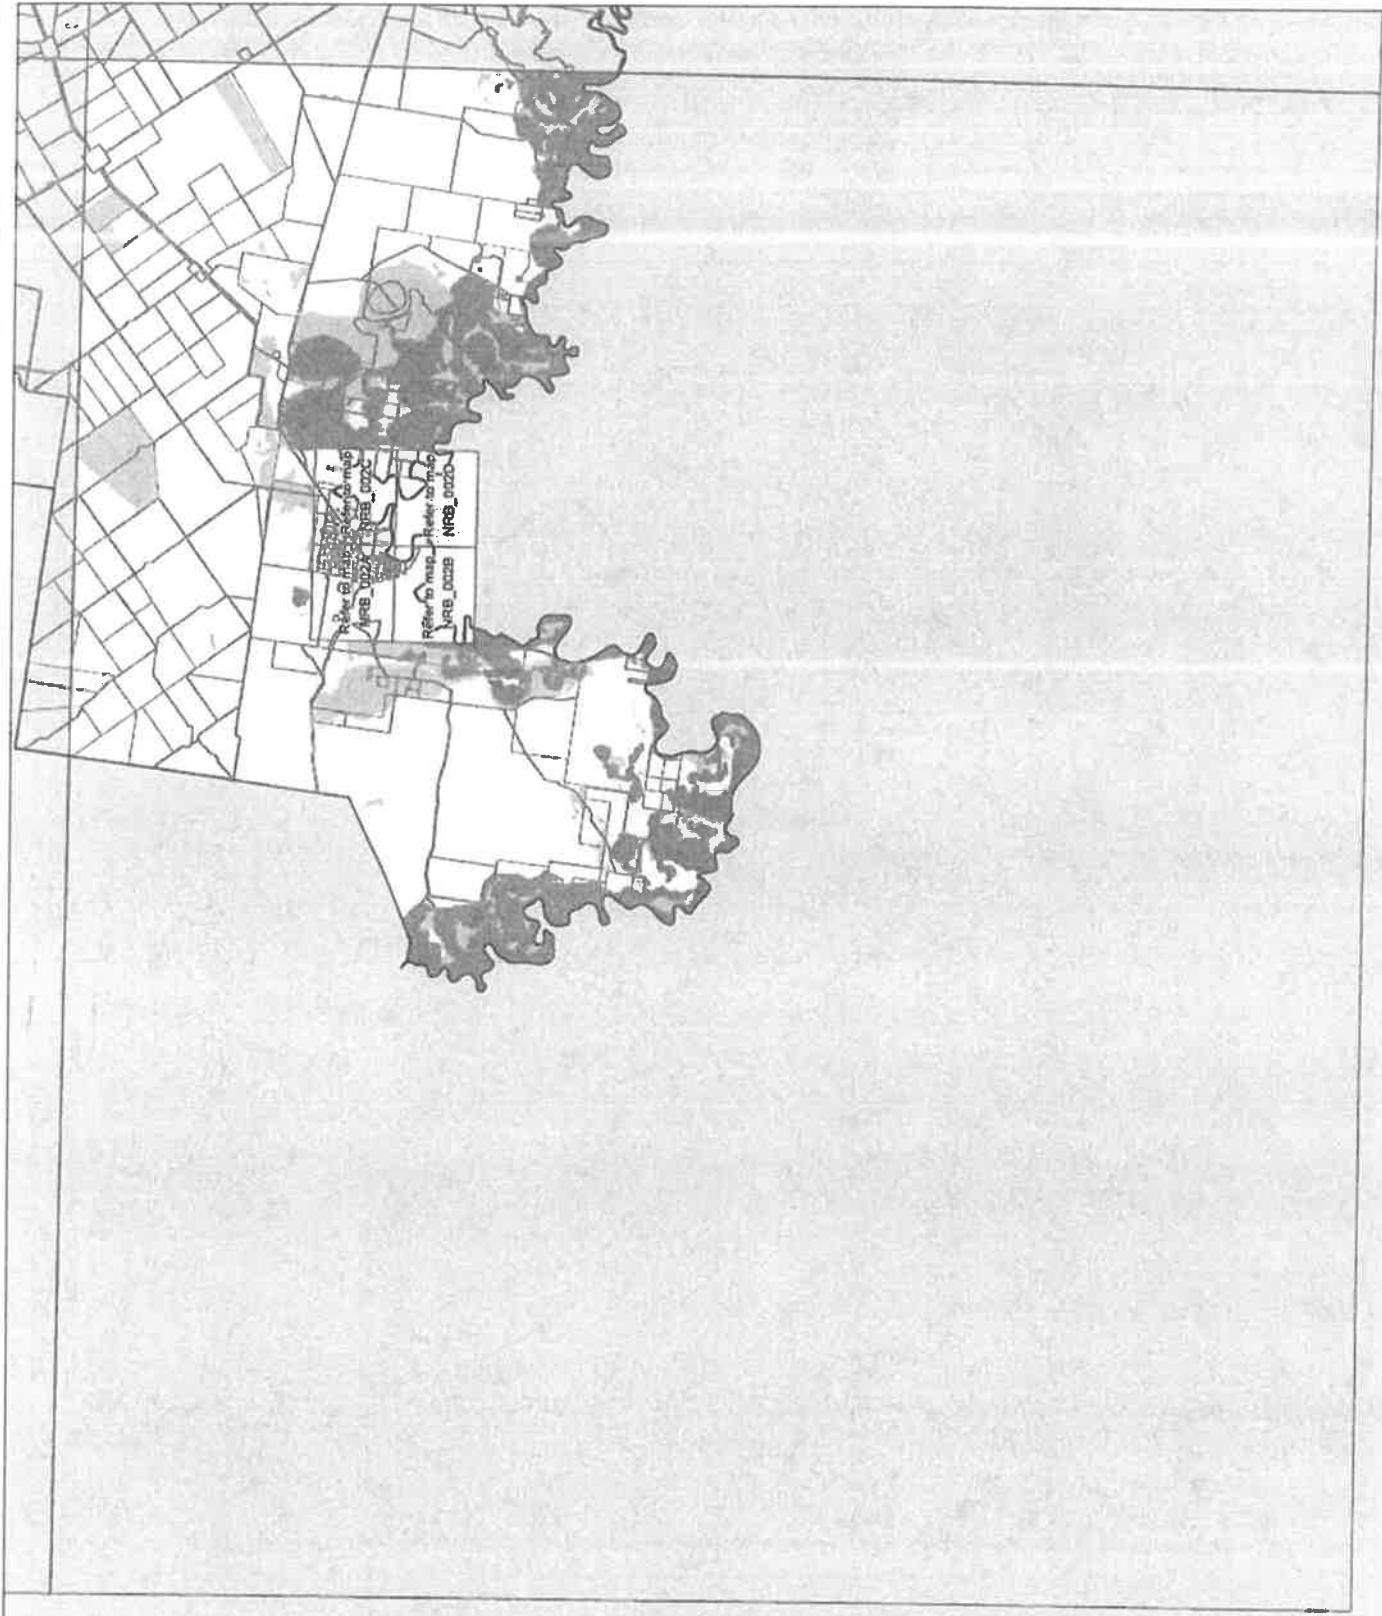 Refer to map
NRB_002A
Refer to map
NRB_002C
Refer to map
NRB_002B
Refer to map
NRB_002D